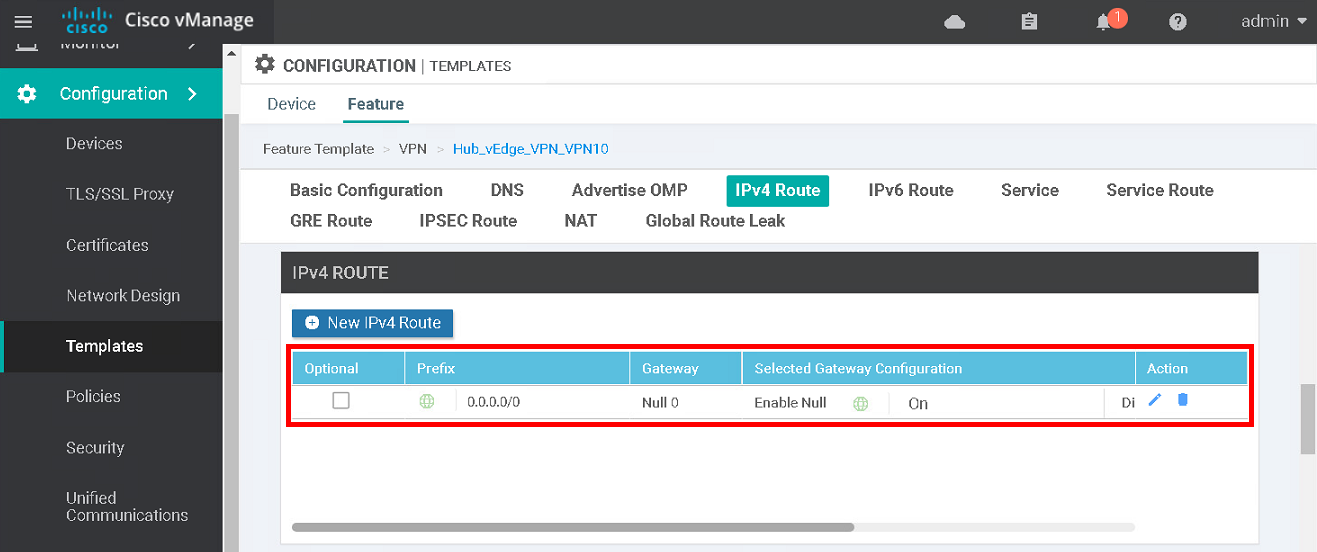 cisco Cisco vManage
1
admin
Monitor
CONFIGURATION | TEMPLATES
Configuration
Device Feature
Devices
Feature Template > VPN > Hub_vEdge_VPN_VPN10
TLS/SSL Proxy
Basic Configuration DNS Advertise OMP IPv4 Route IPv6 Route Service Service Route
GRE Route IPSEC Route NAT Global Route Leak
Certificates
IPv4 ROUTE
Network Design
New IPv4 Route
Templates
Optional Prefix Gateway Selected Gateway Configuration Action
0.0.0.0/0 Null 0 Enable Null On Di
Policies
Security
Unified
Communications